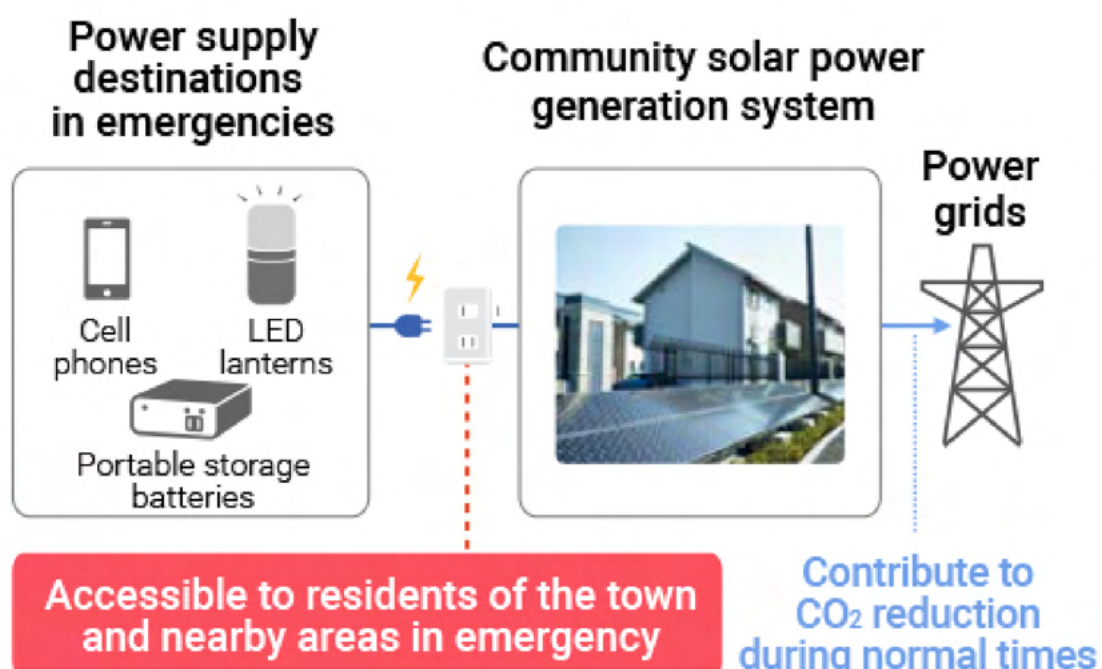 Power supply
destinations
in emergencies
Community solar power
generation system
Power
grids
Cell
phones
LED
lanterns
Portable storage
batteries
Accessible to residents of the town
and nearby areas in emergency
Contribute to
CO₂ reduction
during normal times